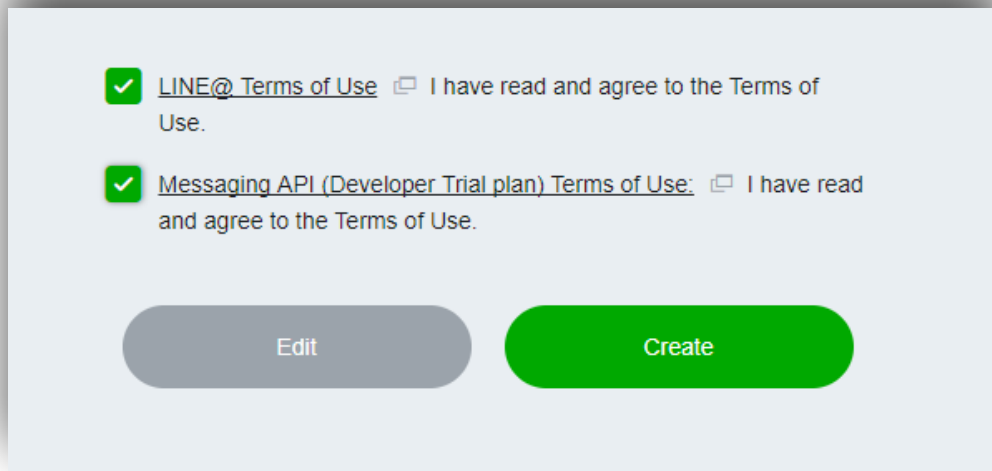 LINE@ Terms of Use I have read and agree to the Terms of
Use.
Messaging API (Developer Trial plan) Terms of Use: I have read
and agree to the Terms of Use.
Edit
Create